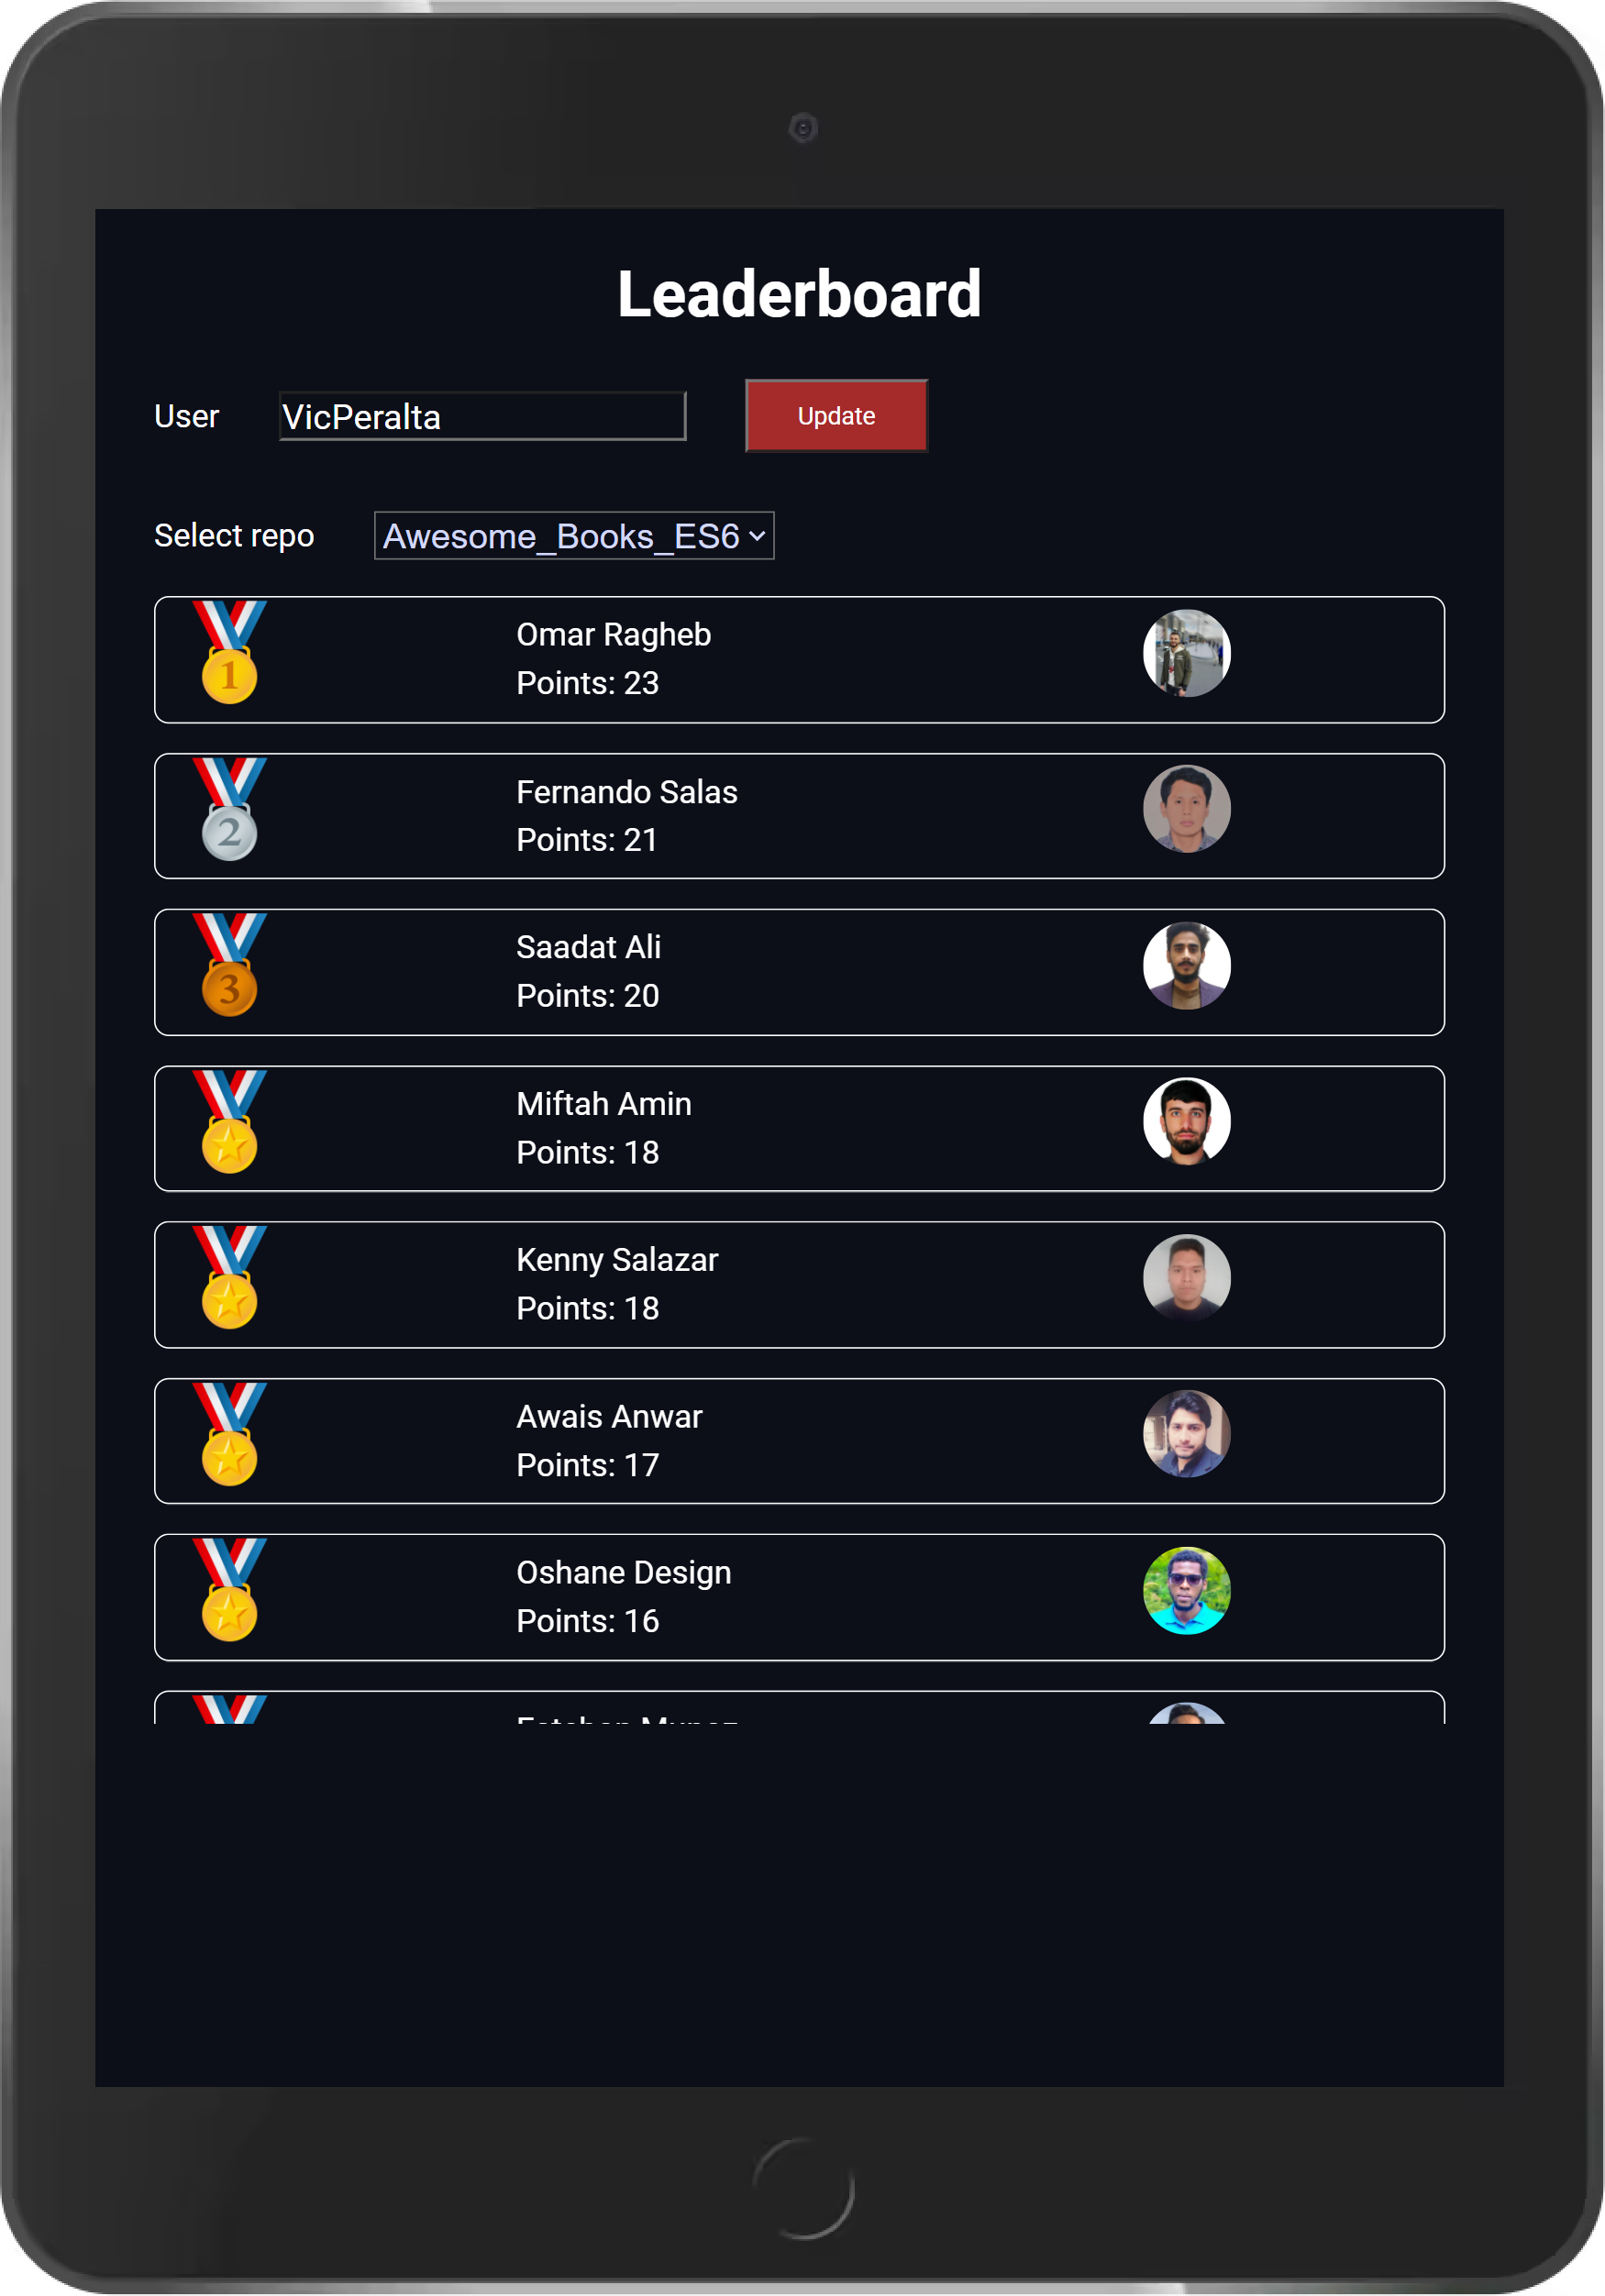 Leaderboard
User VicPeralta Update
Select repo Awesome_Books_ES6
1
Omar Ragheb
Points: 23
2
Fernando Salas
Points: 21
3
Saadat Ali
Points: 20
Miftah Amin
Points: 18
Kenny Salazar
Points: 18
Awais Anwar
Points: 17
Oshane Design
Points: 16